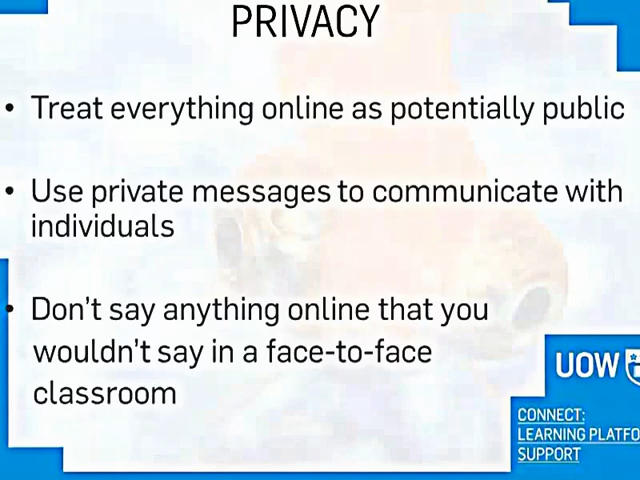 PRIVACY
• Treat everything online as potentially public
• Use private messages to communicate with
individuals
• Don't say anything online that you
wouldn't say in a face-to-face
classroom
UOW
CONNECT:
LEARNING PLATFO
SUPPORT